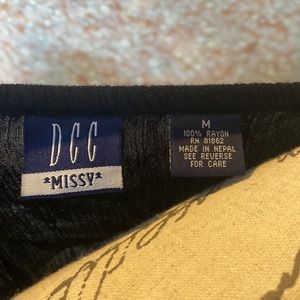 DCC
*MISSY*
M
100% RAYON
RN 81862
MADE IN NEPAL
SEE REVERSE
FOR CARE